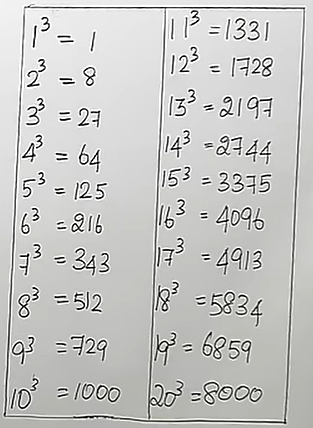 1³ = 1
2³ = 8
3³ = 27
4³ = 64
5³ = 125
6³ = 216
7³ = 343
8³ = 512
9³ = 729
10³ = 1000
11³ = 1331
12³ = 1728
13³ = 2197
14³ = 2744
15³ = 3375
16³ = 4096
17³ = 4913
18³ = 5834
19³ = 6859
20³ = 8000